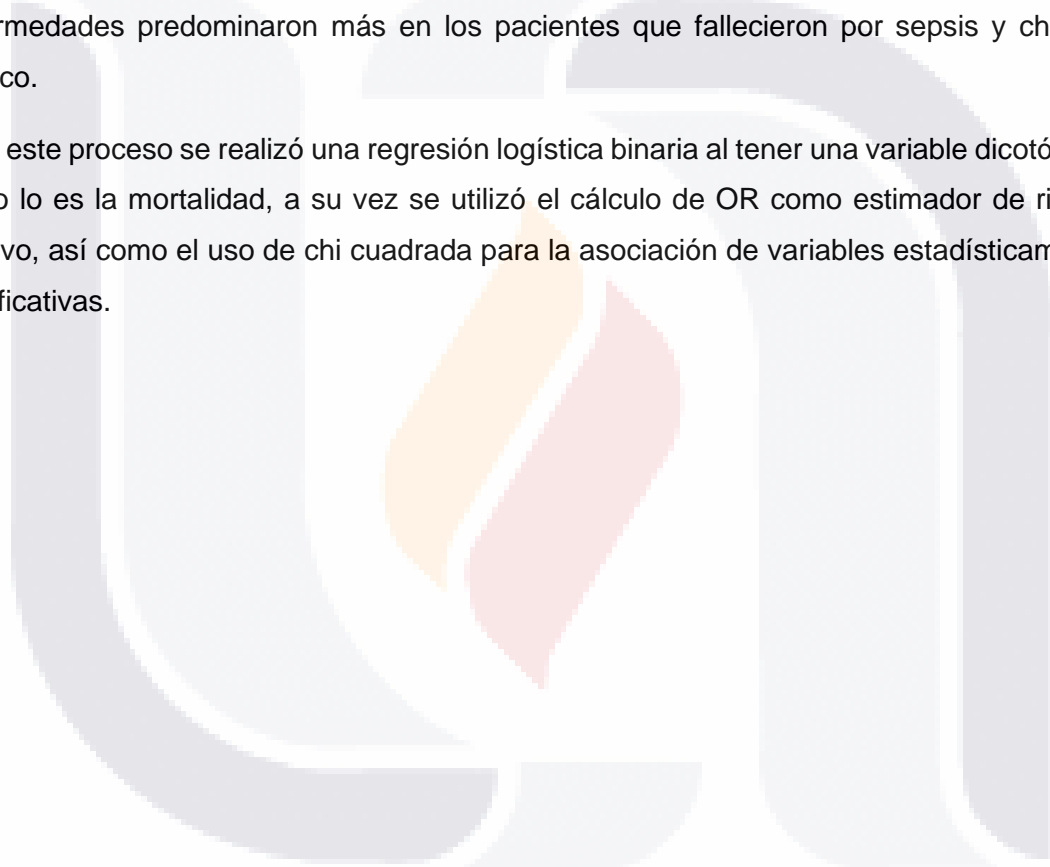 rmedades predominaron más en los pacientes que fallecieron por sepsis y ch
co.
este proceso se realizó una regresión logística binaria al tener una variable dicotó
o lo es la mortalidad, a su vez se utilizó el cálculo de OR como estimador de ri
vo, así como el uso de chi cuadrada para la asociación de variables estadísticam
ficativas.